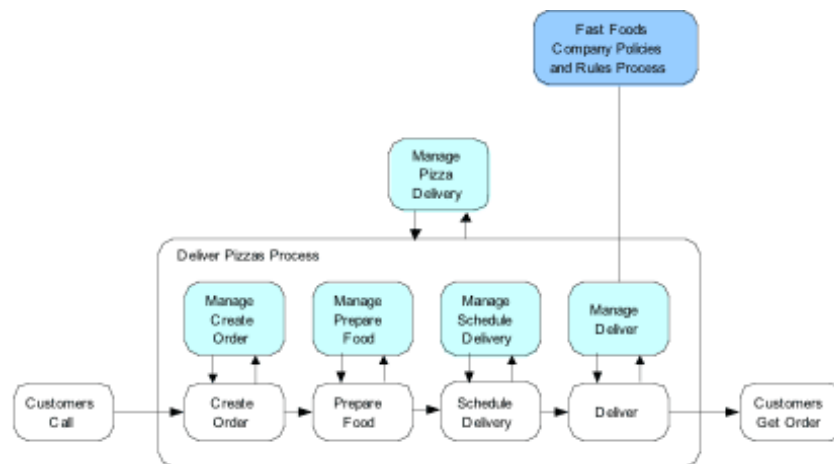 Fast Foods
Company Policies
and Rules Process
Manage
Pizza
Delivery
Deliver Pizzas Process
Manage
Create
Order
Manage
Prepare
Food
Manage
Schedule
Delivery
Manage
Deliver
Customers
Call
Create
Order
Prepare
Food
Schedule
Delivery
Deliver
Customers
Get Order